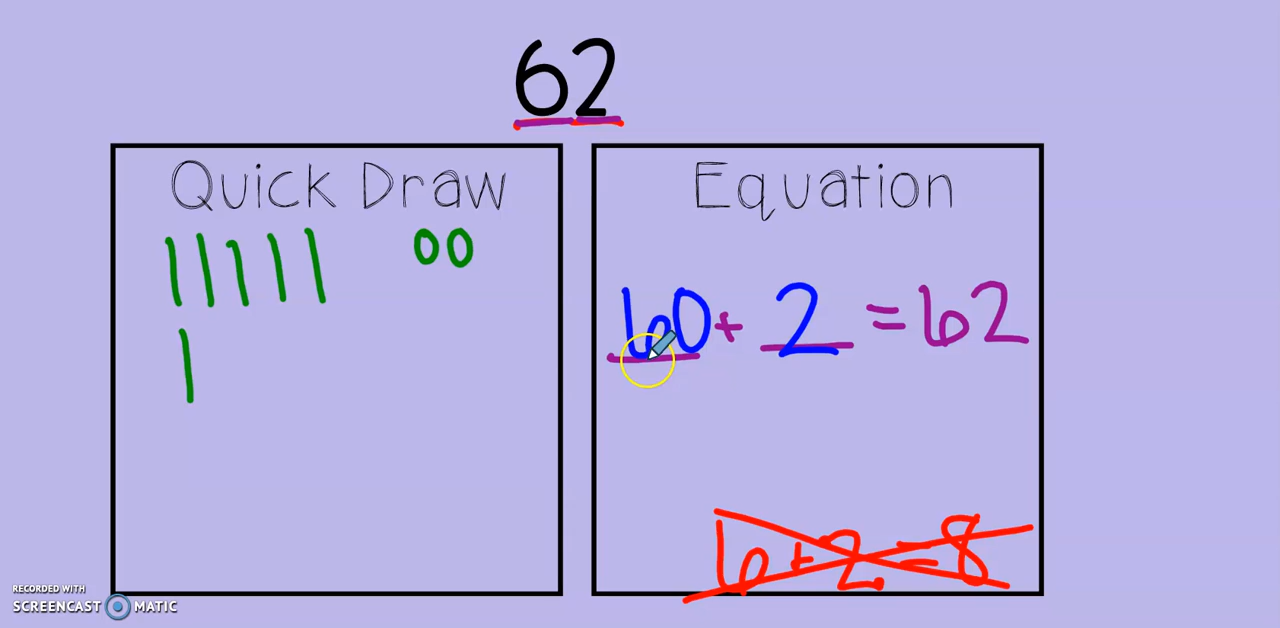 62
Quick Draw
Equation
60 + 2 = 62
6+2=8
RECORDED WITH
SCREENCAST MATIC